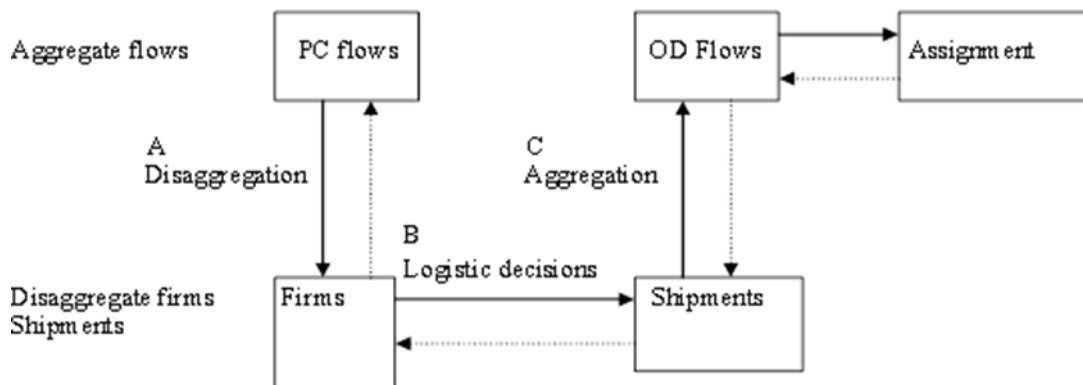 Aggregate flows
PC flows
OD Flows
Assignment
A
Disaggregation
C
Aggregation
B
Logistic decisions
Disaggregate firms
Shipments
Firms
Shipments